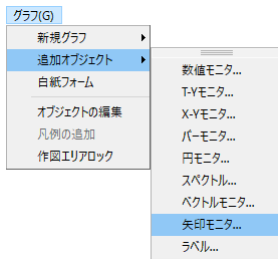 グラフ(G)
新規グラフ
追加オブジェクト
白紙フォーム
オブジェクトの編集
凡例の追加
作図エリアロック
数値モニタ...
T-Yモニタ...
X-Yモニタ...
バーモニタ...
円モニタ...
スペクトル...
ベクトルモニタ...
矢印モニタ...
ラベル...